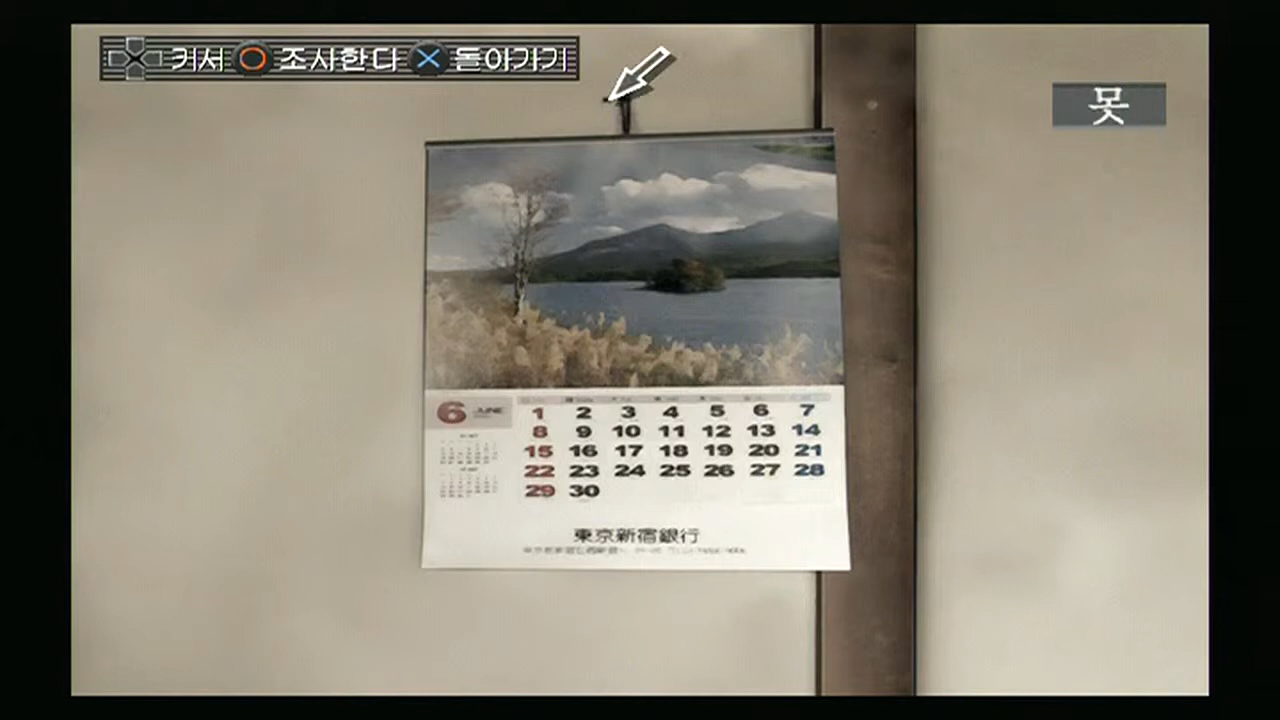 커서 조사한다 돌아가기
못
6 JUNE
1 2 3 4 5 6 7
8 9 10 11 12 13 14
15 16 17 18 19 20 21
22 23 24 25 26 27 28
29 30
東京新宿銀行